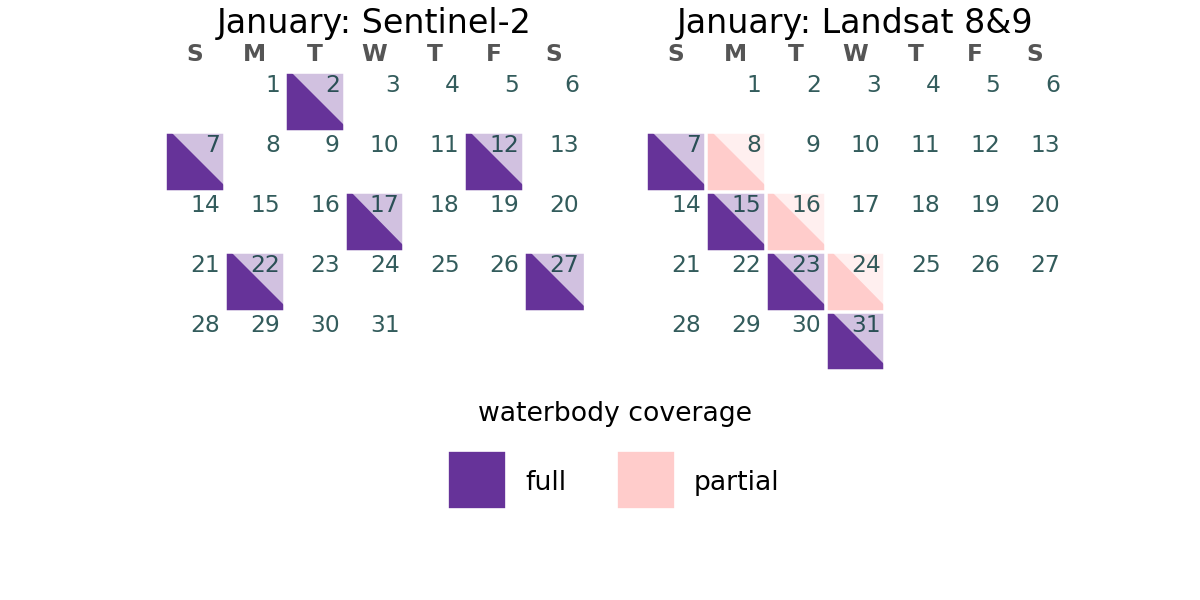 January: Sentinel-2
S M T W T F S
1 2 3 4 5 6
7 8 9 10 11 12 13
14 15 16 17 18 19 20
21 22 23 24 25 26 27
28 29 30 31
January: Landsat 8&9
S M T W T F S
1 2 3 4 5 6
7 8 9 10 11 12 13
14 15 16 17 18 19 20
21 22 23 24 25 26 27
28 29 30 31
waterbody coverage
full
partial